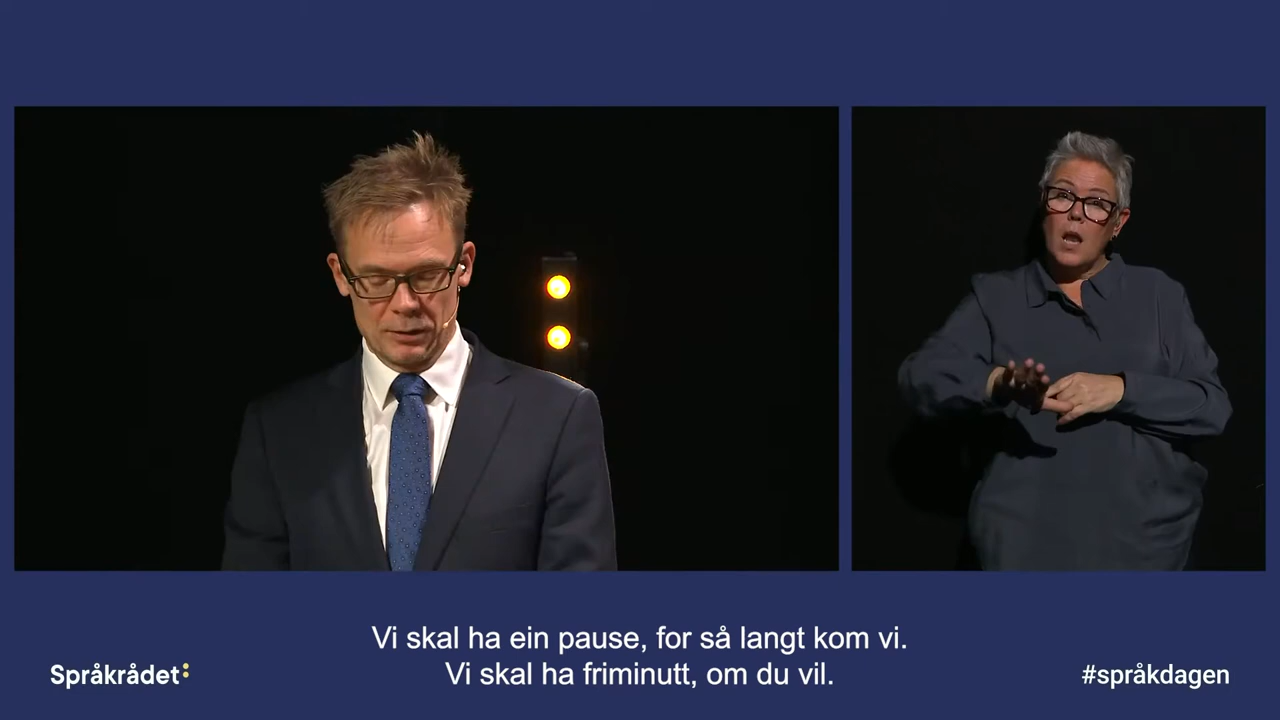 Vi skal ha ein pause, for så langt kom vi.
Vi skal ha friminutt, om du vil.
Språkrådet:
#språkdagen